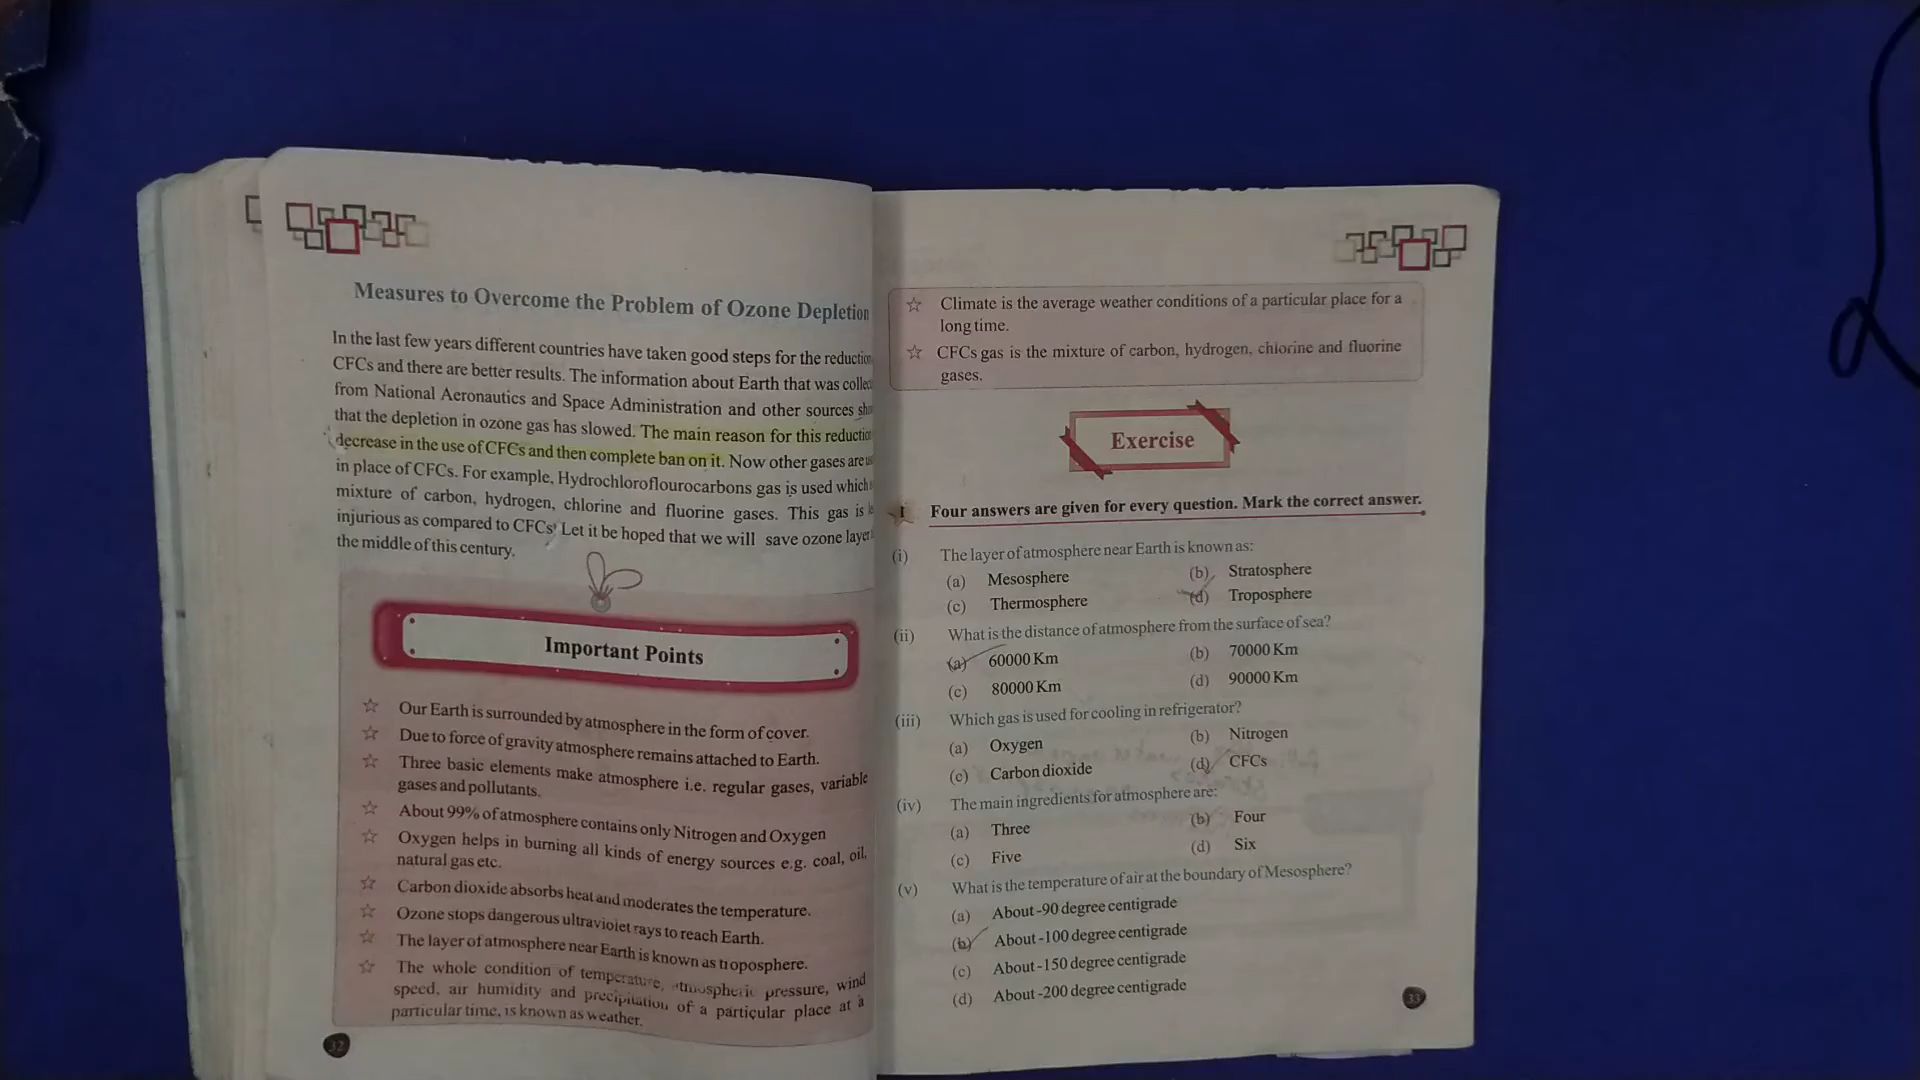 Measures to Overcome the Problem of Ozone Depletion
In the last few years different countries have taken good steps for the reduction
CFCs and there are better results. The information about Earth that was
from National Aeronautics and Space Administration and other sources
that the depletion in ozone gas has slowed. The main reason for this
decrease in the use of CFCs and then complete ban on it. Now other gases are
in place of CFCs. For example, Hydrochloroflourocarbons gas is used which
mixture of carbon, hydrogen, chlorine and fluorine gases. This gas is
injurious as compared to CFCs. Let it be hoped that we will save ozone layer
the middle of this century.
Important Points
☆ Our Earth is surrounded by atmosphere in the form of cover.
☆ Due to force of gravity atmosphere remains attached to Earth.
☆ Three basic elements make atmosphere i.e. regular gases, variable
gases and pollutants.
☆ About 99% of atmosphere contains only Nitrogen and Oxygen
☆ Oxygen helps in burning all kinds of energy sources e.g. coal, oil,
natural gas etc.
☆ Carbon dioxide absorbs heat and moderates the temperature.
☆ Ozone stops dangerous ultraviolet rays to reach Earth.
☆ The layer of atmosphere near Earth is known as troposphere.
☆ The whole condition of temperature, atmospheric pressure, wind
speed, air humidity and precipitation of a particular place at a
particular time, is known as weather.
32
☆ Climate is the average weather conditions of a particular place for a
long time.
☆ CFCs gas is the mixture of carbon, hydrogen, chlorine and fluorine
gases.
Exercise
I Four answers are given for every question. Mark the correct answer.
(i) The layer of atmosphere near Earth is known as:
(a) Mesosphere (b) Stratosphere
(c) Thermosphere (d) Troposphere
(ii) What is the distance of atmosphere from the surface of sea?
(a) 60000 Km (b) 70000 Km
(c) 80000 Km (d) 90000 Km
(iii) Which gas is used for cooling in refrigerator?
(a) Oxygen (b) Nitrogen
(c) Carbon dioxide (d) CFCs
(iv) The main ingredients for atmosphere are:
(a) Three (b) Four
(c) Five (d) Six
(v) What is the temperature of air at the boundary of Mesosphere?
(a) About -90 degree centigrade
(b) About -100 degree centigrade
(c) About -150 degree centigrade
(d) About -200 degree centigrade
33